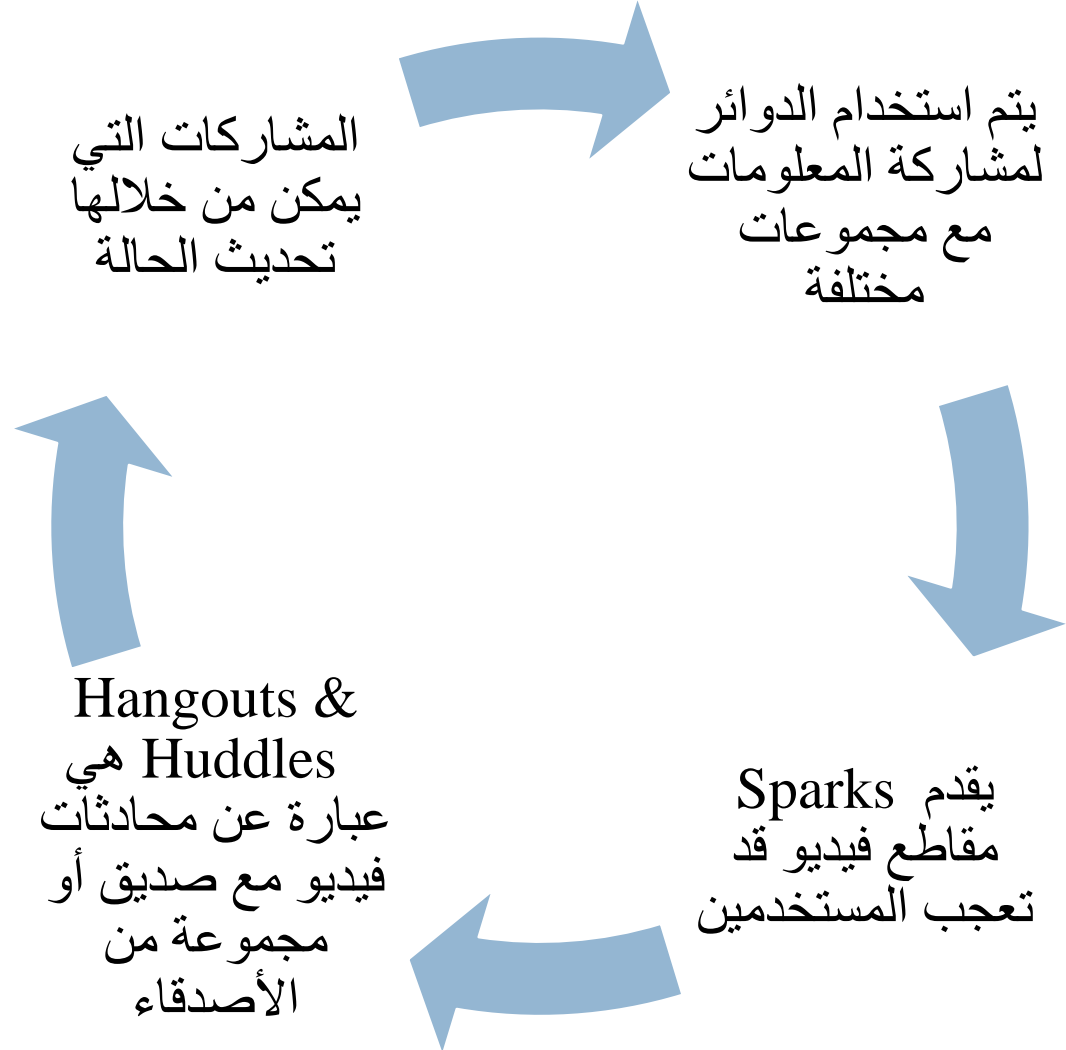 المشاركات التي
يمكن من خلالها
تحديث الحالة
يتم استخدام الدوائر
لمشاركة المعلومات
مع مجموعات
مختلفة
يقدم Sparks
مقاطع فيديو قد
تعجب المستخدمين
Hangouts &
Huddles هي
عبارة عن محادثات
فيديو مع صديق أو
مجموعة من
الأصدقاء